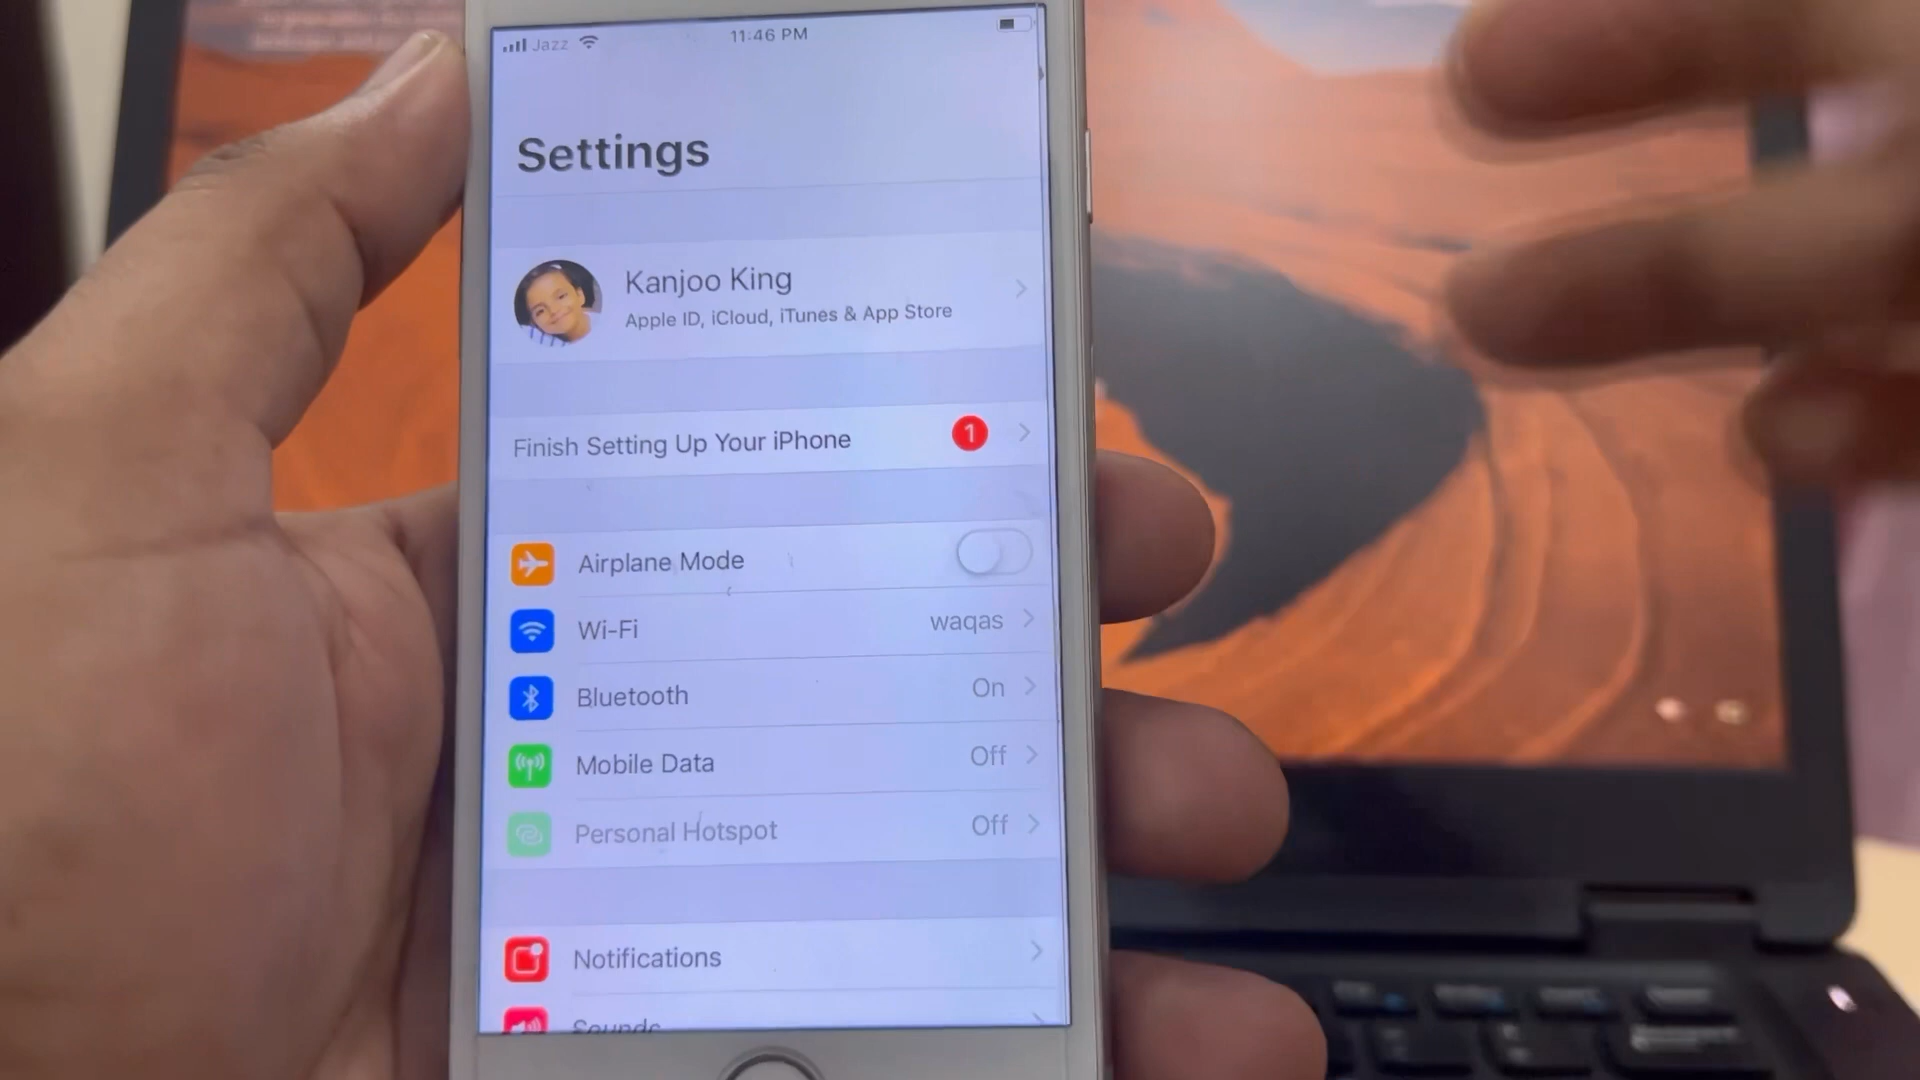 Jazz 11:46 PM
Settings
Kanjoo King
Apple ID, iCloud, iTunes & App Store
Finish Setting Up Your iPhone 1
Airplane Mode
Wi-Fi waqas
Bluetooth On
Mobile Data Off
Personal Hotspot Off
Notifications
Sounds